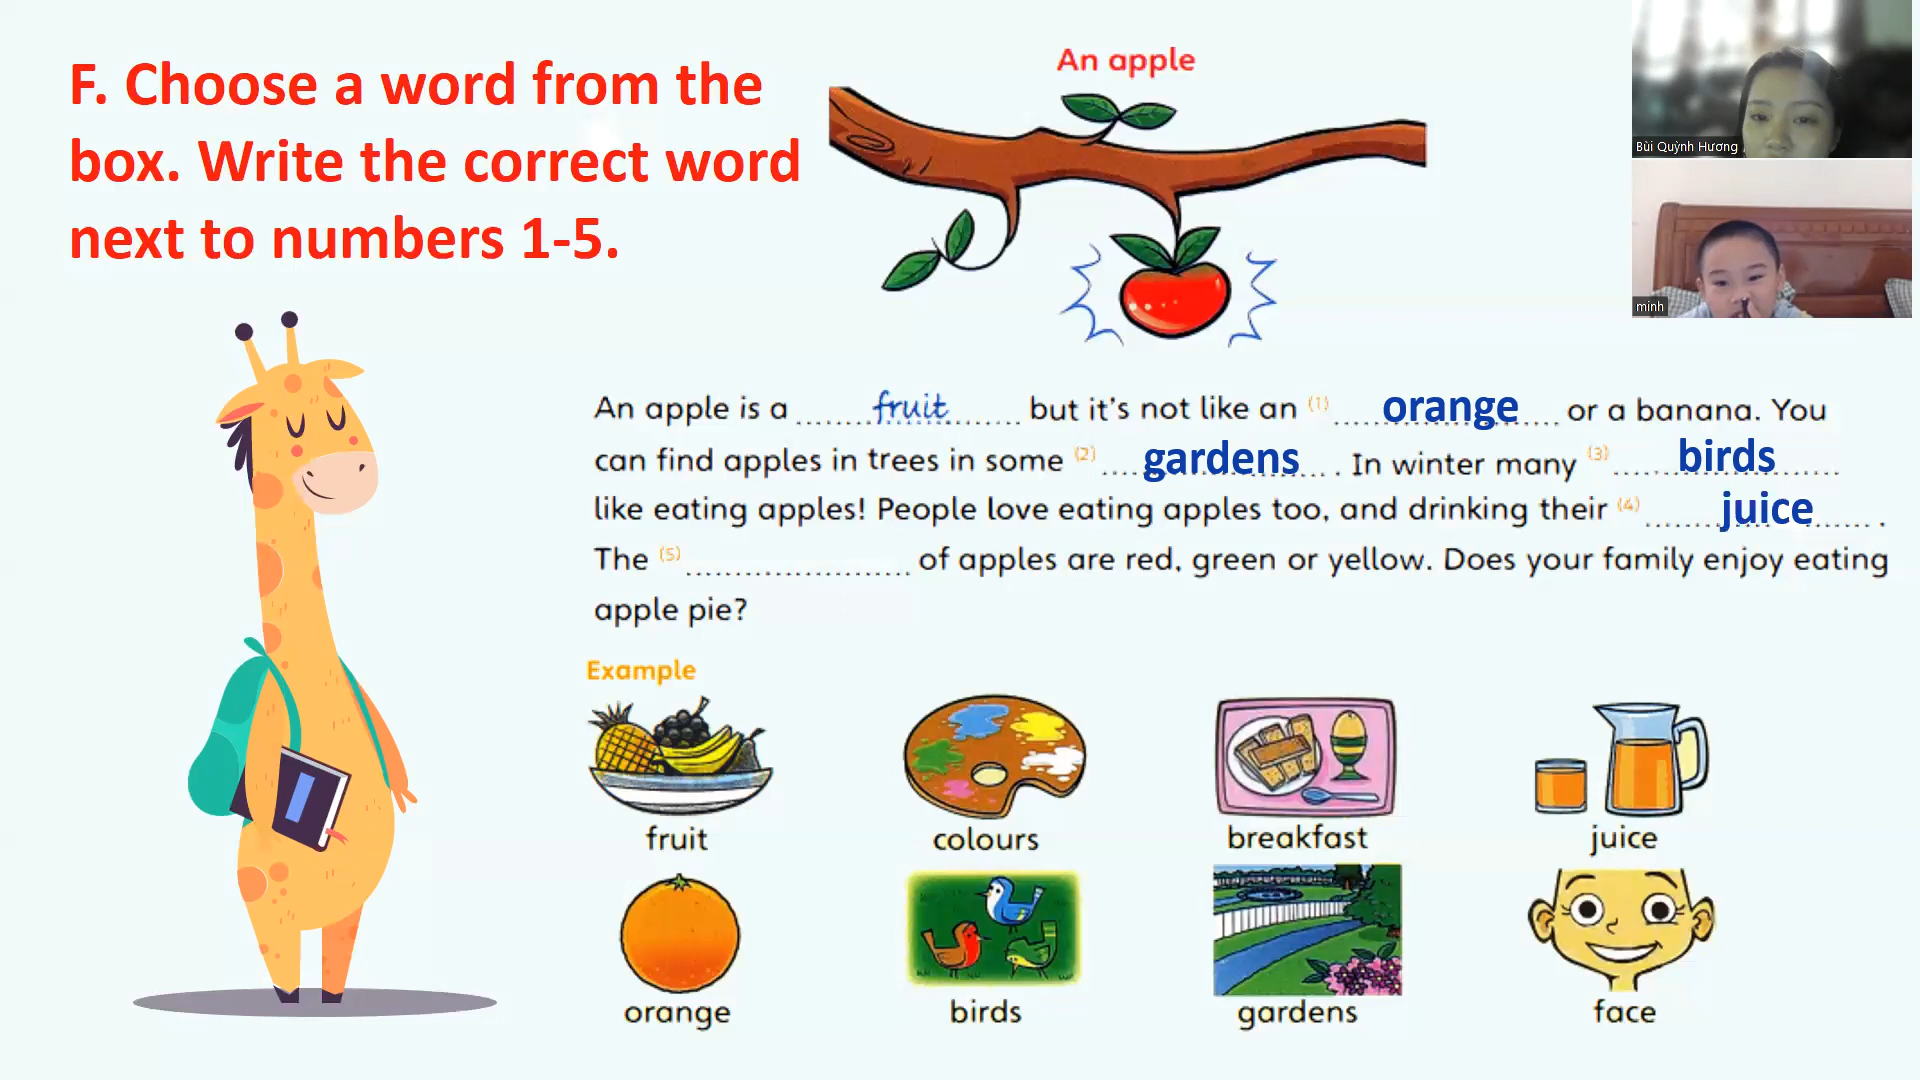 F. Choose a word from the
box. Write the correct word
next to numbers 1-5.
An apple
Bùi Quỳnh Hương
minh
An apple is a fruit but it's not like an (1) orange or a banana. You
can find apples in trees in some (2) gardens . In winter many (3) birds
like eating apples! People love eating apples too, and drinking their (4) juice .
The (5) of apples are red, green or yellow. Does your family enjoy eating
apple pie?
Example
fruit colours breakfast juice
orange birds gardens face